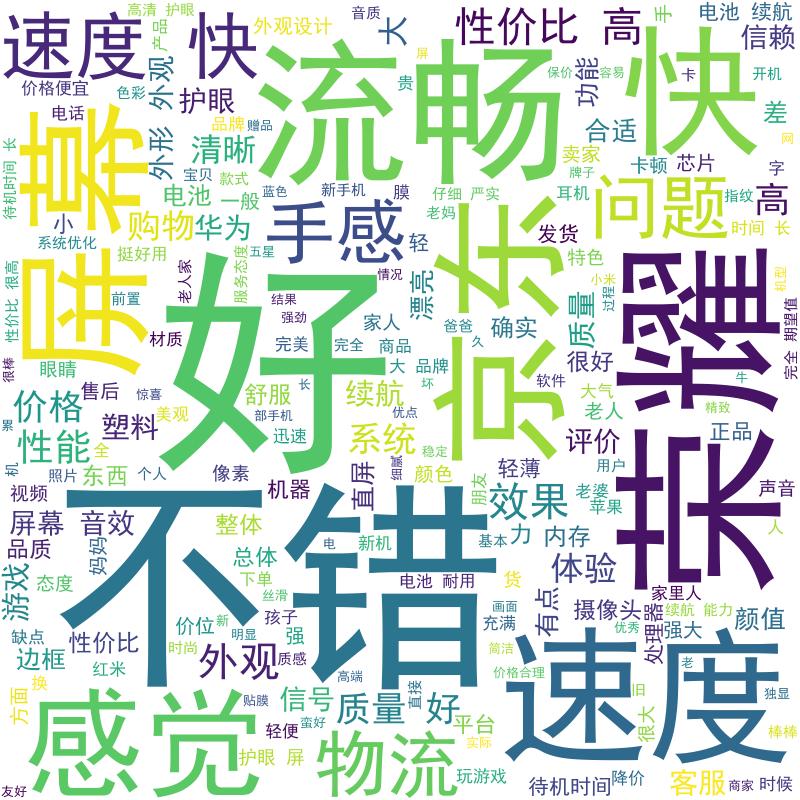 高清 护眼
音质
电池 续航
手
产品
外观设计
大
性价比 高
信赖
速度 快
屏
保价
容易
卡
开机
功能
价格便宜
外观
色彩
护眼
贵
流畅
快
差
电话
品牌
赠品
合适
屏幕
外形
清晰
卖家
卡顿
芯片
网
待机时间 长
宝贝
款式
蓝色
新手机
膜
仔细 严实
牌子
耳机
字
电池
一般
手感
老妈
问题
指纹
高
小
购物
华为
京东
发货
时间 长
系统优化
轻
特色
挺好用
五星
服务态度
老人家
情况
小米
机型
性价比 很高
前置
好
结果
漂亮
质量
过程
荣耀
期望值
强劲
家人
爸爸
确实
材质
完美
完全
商品
久
很好
完全
很棒
眼睛
大
品牌
软件
牛
售后
惊喜
长
坏
大气
价格
舒服
续航
老人
精致
塑料
美观
部手机
优点
累
性能
全
迅速
系统
稳定
评价
正品
机
照片
东西
个人
像素
直屏
细腻
颜色
朋友
轻薄
用户
声音
视频
机器
老婆
苹果
不错
效果
屏幕
音效
整体
电
新机
基本
力
内存
人
品质
妈妈
总体
体验
游戏
态度
下单
丝滑
电池 耐用
货
家里人
缺点
价位
新
孩子
画面
充满
有点
摄像头
续航 能力
颜值
性价比
明显
强
处理器
优秀
强大
边框
红米
时尚
外观
质感
简洁
速度
老
方面
换
感觉
高端
直接
价格合理
独显
信号
贴膜
质量 好
平台
很大
轻便
蛮好
实际
棒棒
护眼 屏
物流
玩游戏
待机时间
降价
客服
友好
商家
时候